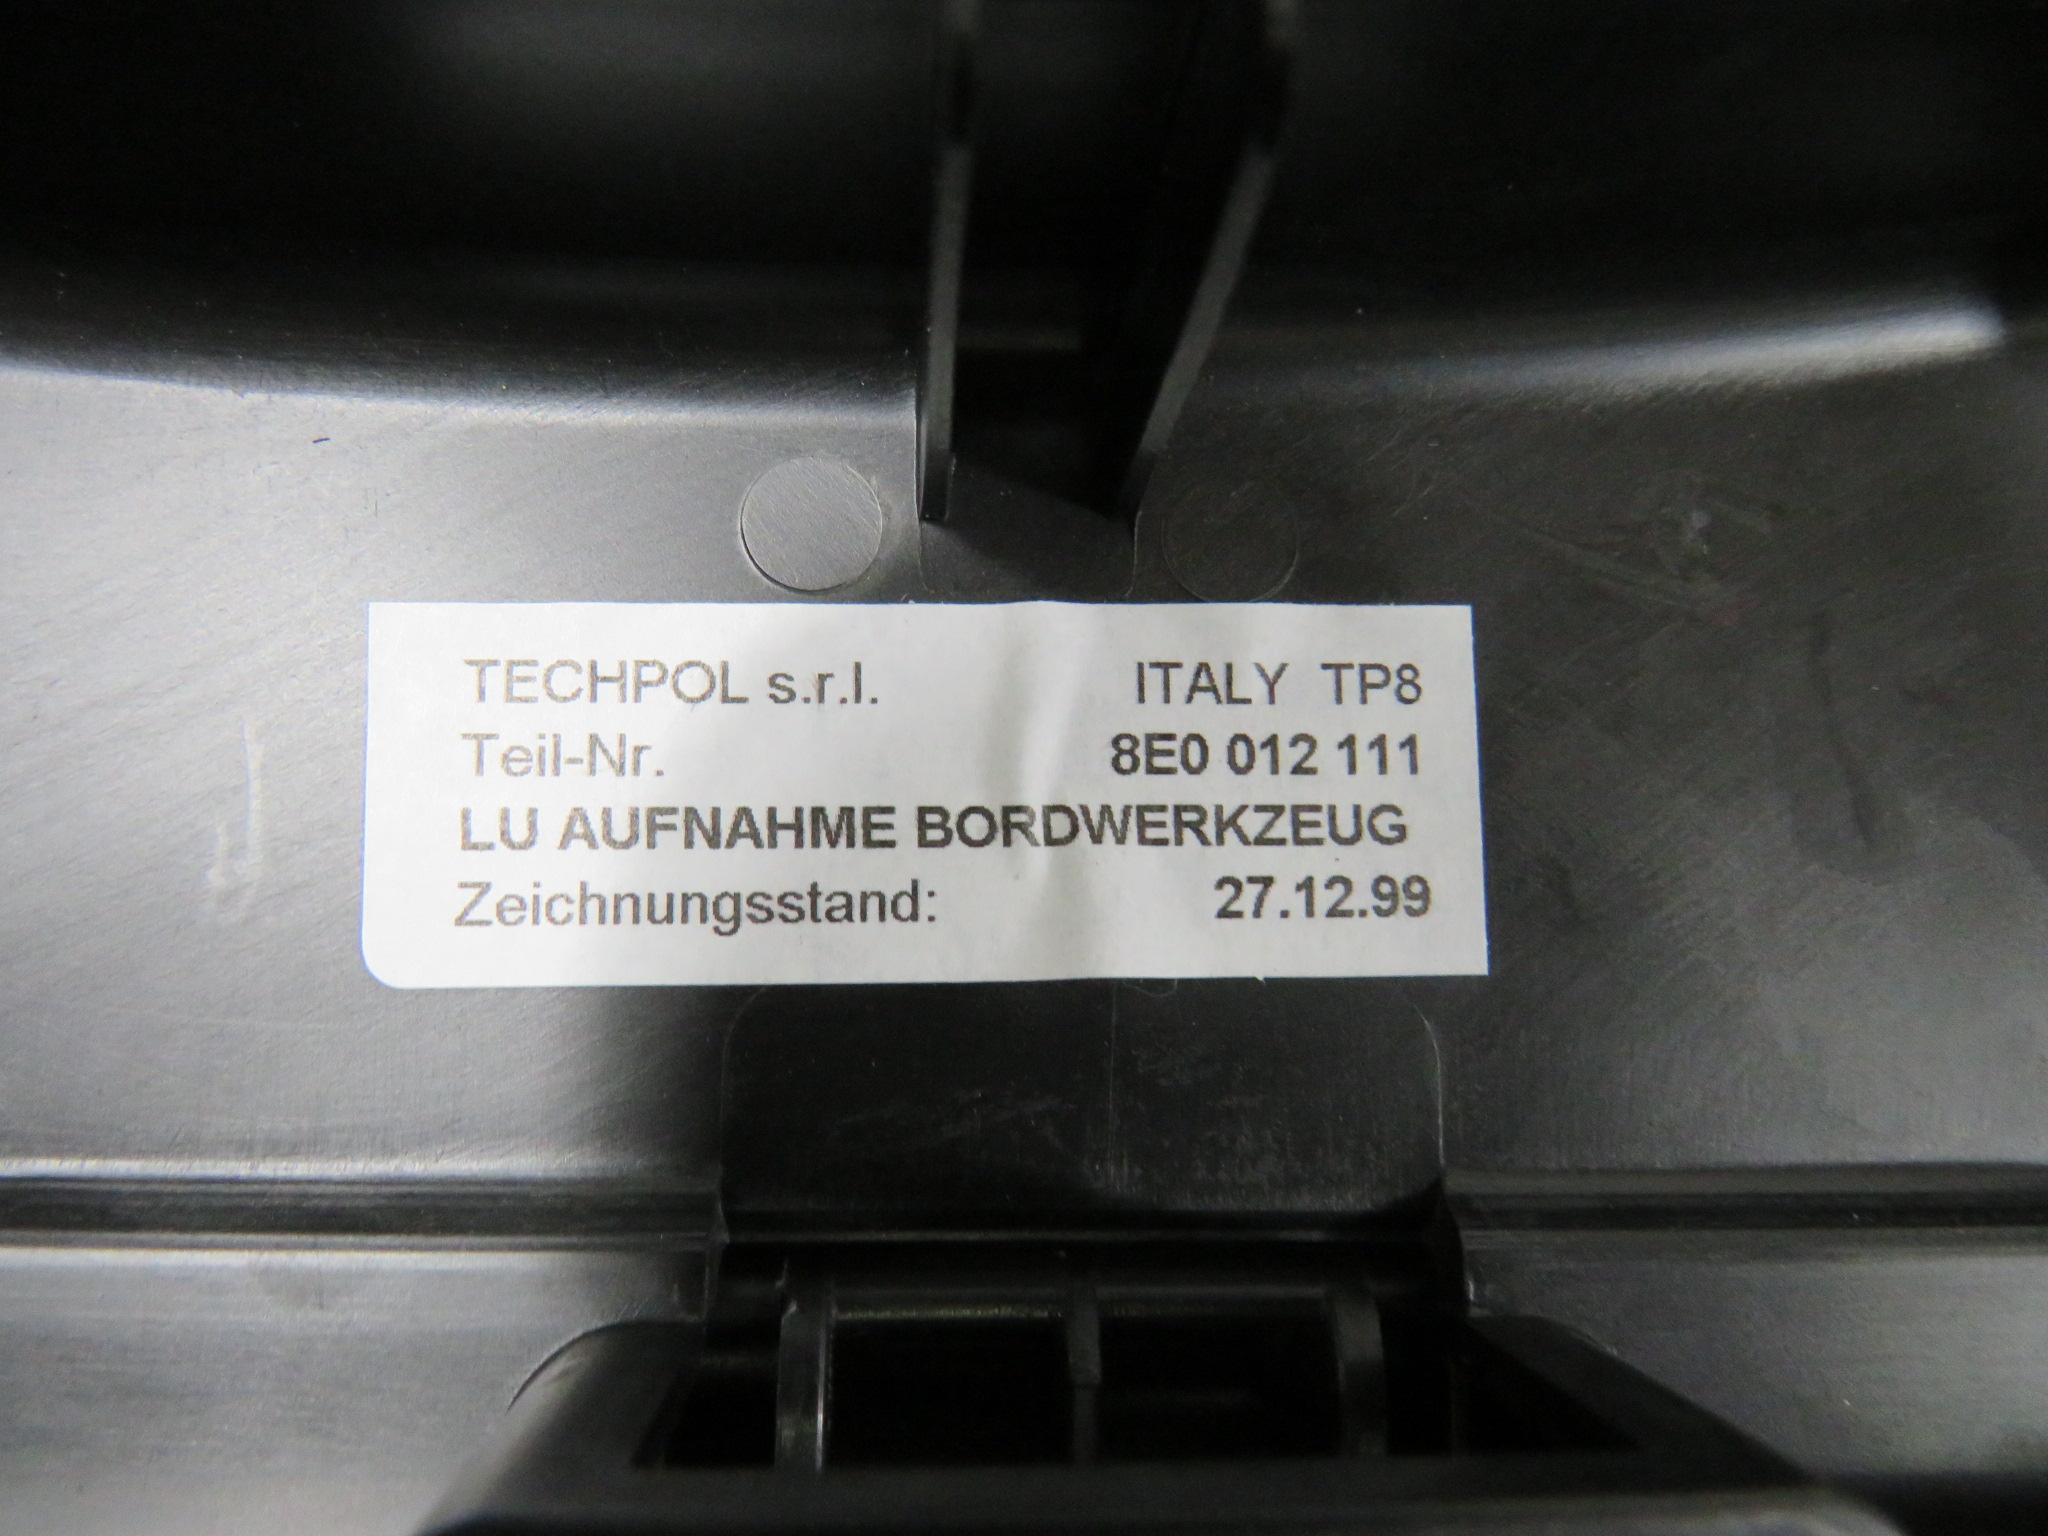 TECHPOL s.r.l. ITALY TP8
Teil-Nr. 8E0 012 111
LU AUFNAHME BORDWERKZEUG
Zeichnungsstand: 27.12.99